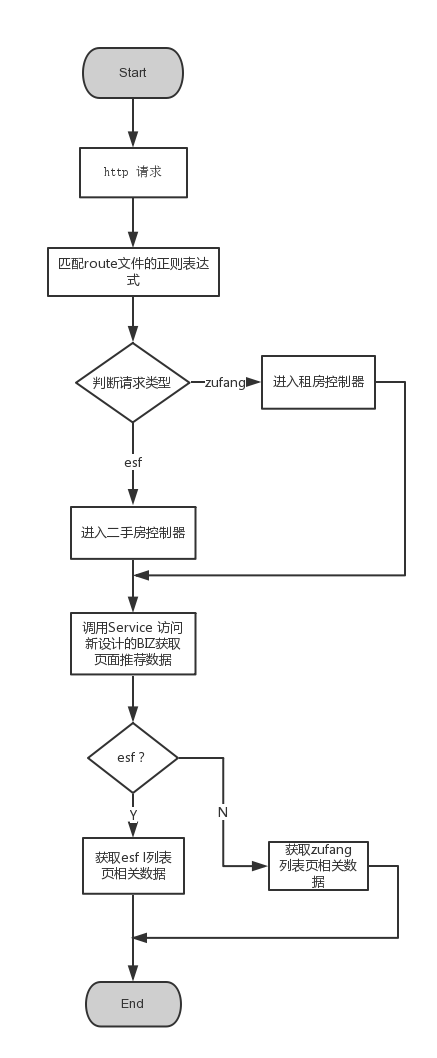 Start
http 请求
匹配route文件的正则表达
式
判断请求类型
zufang
进入租房控制器
esf
进入二手房控制器
调用Service 访问
新设计的BIZ获取
页面推荐数据
esf ?
Y
N
获取esf l列表
页相关数据
获取zufang
列表页相关数
据
End